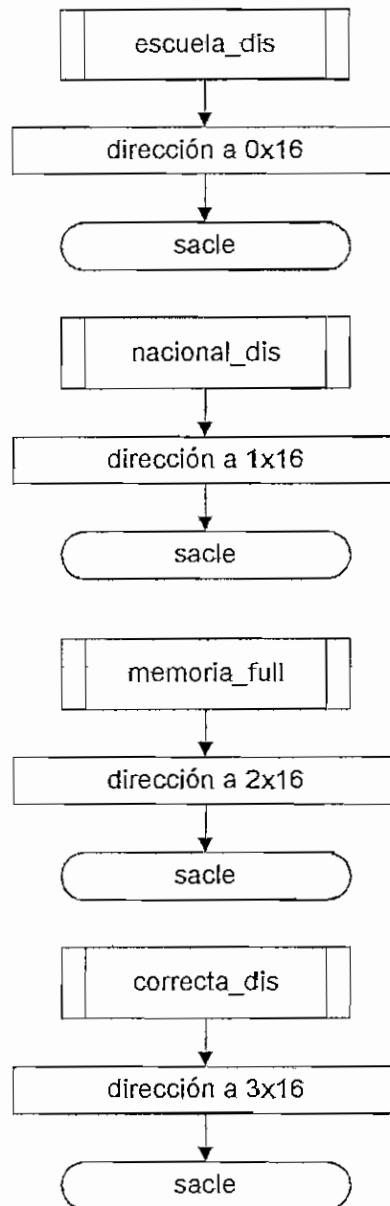 escuela_dis
dirección a 0x16
sacle
nacional_dis
dirección a 1x16
sacle
memoria_full
dirección a 2x16
sacle
correcta_dis
dirección a 3x16
sacle